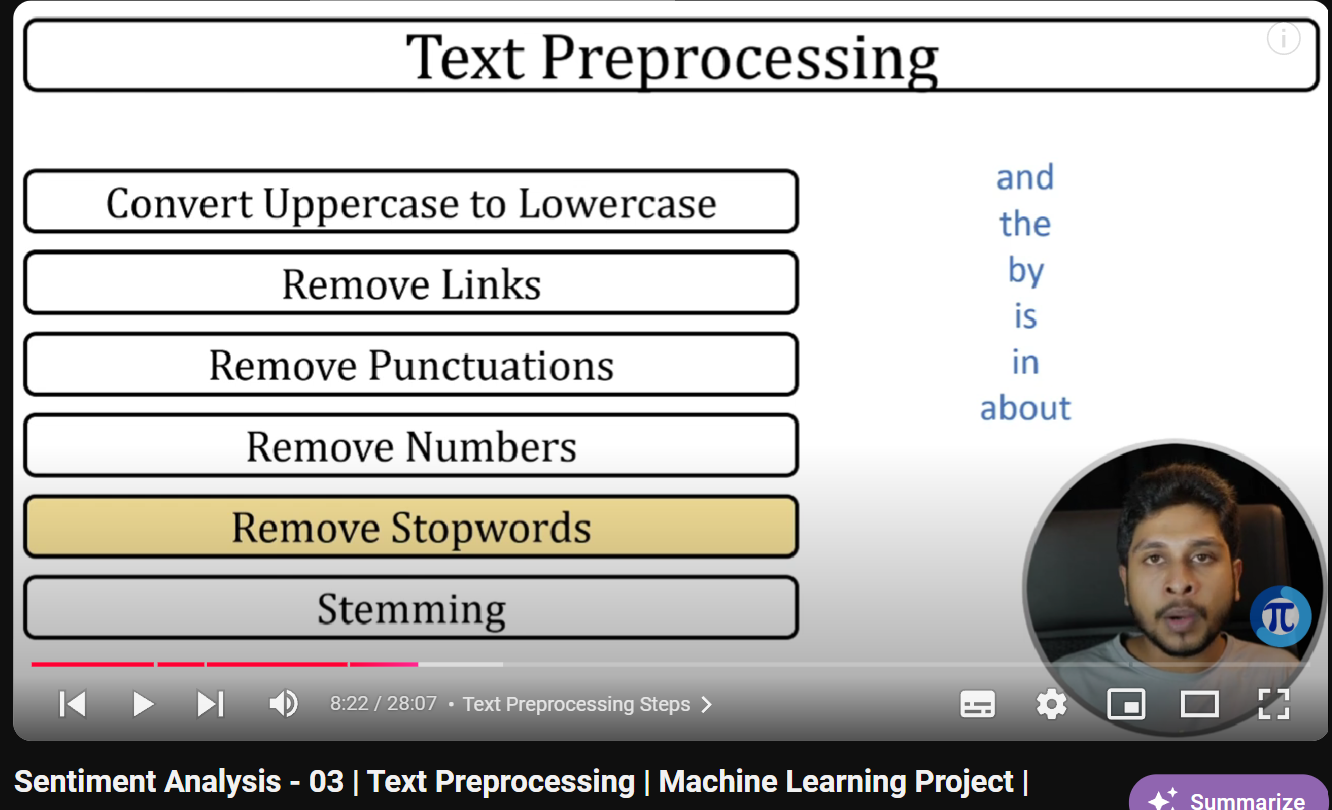 Text Preprocessing
Convert Uppercase to Lowercase
Remove Links
Remove Punctuations
Remove Numbers
Remove Stopwords
Stemming
and
the
by
is
in
about
π
8:22 / 28:07 • Text Preprocessing Steps
Sentiment Analysis - 03 | Text Preprocessing | Machine Learning Project |
Summarize